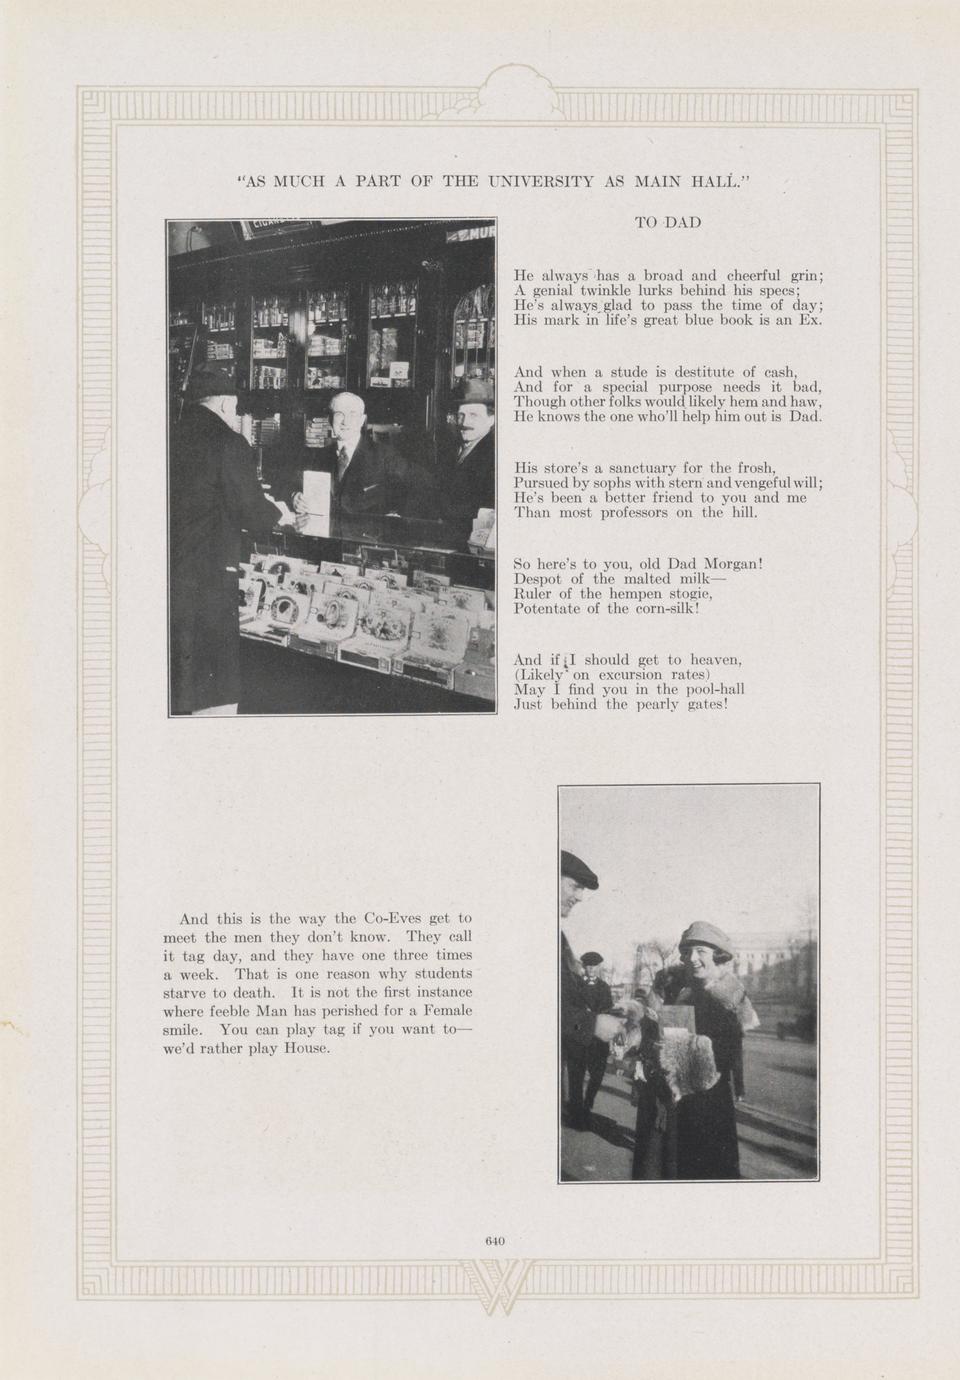 "AS MUCH A PART OF THE UNIVERSITY AS MAIN HALL."
TO DAD
MUR
He always has a broad and cheerful grin;
A genial twinkle lurks behind his specs;
He's always glad to pass the time of day;
His mark in life's great blue book is an Ex.
And when a stude is destitute of cash,
And for a special purpose needs it bad,
Though other folks would likely hem and haw,
He knows the one who'll help him out is Dad.
His store's a sanctuary for the frosh,
Pursued by sophs with stern and vengeful will;
He's been a better friend to you and me
Than most professors on the hill.
So here's to you, old Dad Morgan!
Despot of the malted milk—
Ruler of the hempen stogie,
Potentate of the corn-silk!
And if I should get to heaven,
(Likely on excursion rates)
May I find you in the pool-hall
Just behind the pearly gates!
And this is the way the Co-Eves get to
meet the men they don't know. They call
it tag day, and they have one three times
a week. That is one reason why students
starve to death. It is not the first instance
where feeble Man has perished for a Female
smile. You can play tag if you want to—
we'd rather play House.
640
W